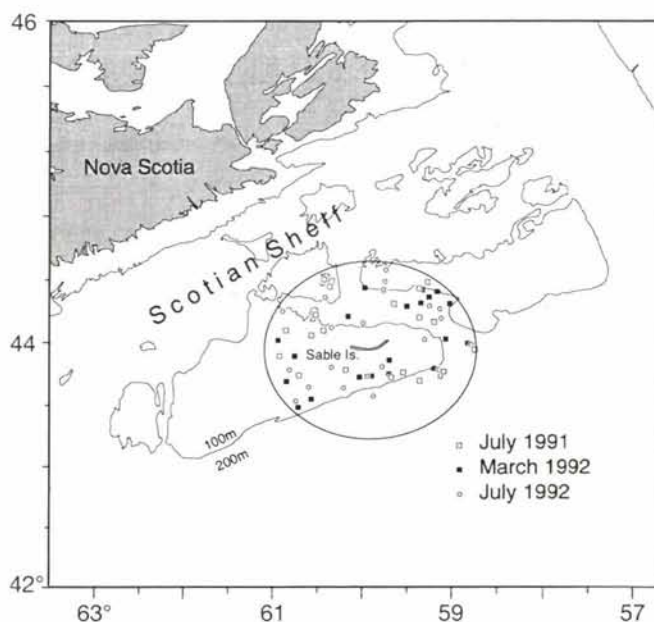 46
Nova Scotia
Scotian Shelf
44
Sable Is.
100m
200m
July 1991
March 1992
July 1992
42°
63°
61
59
57